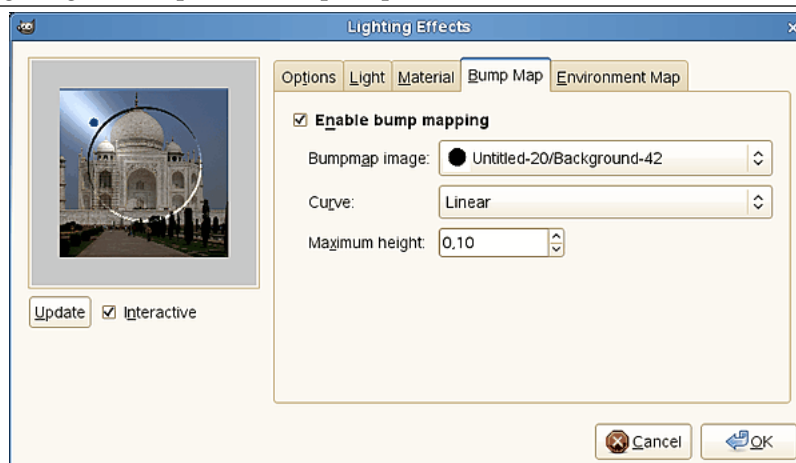 Lighting Effects
Options Light Material Bump Map Environment Map
Enable bump mapping
Bumpmap image: Untitled-20/Background-42
Curve: Linear
Maximum height: 0,10
Update Interactive
Cancel OK